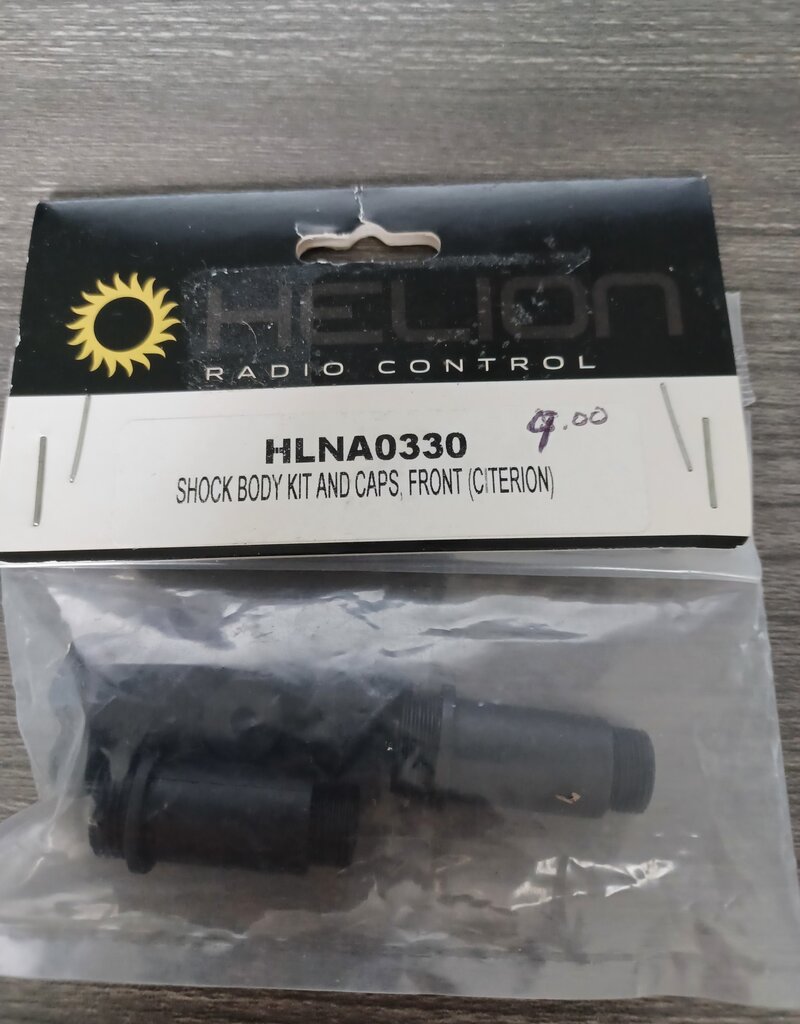 HELION
RADIO CONTROL
9.00
HLNA0330
SHOCK BODY KIT AND CAPS, FRONT (CITERION)